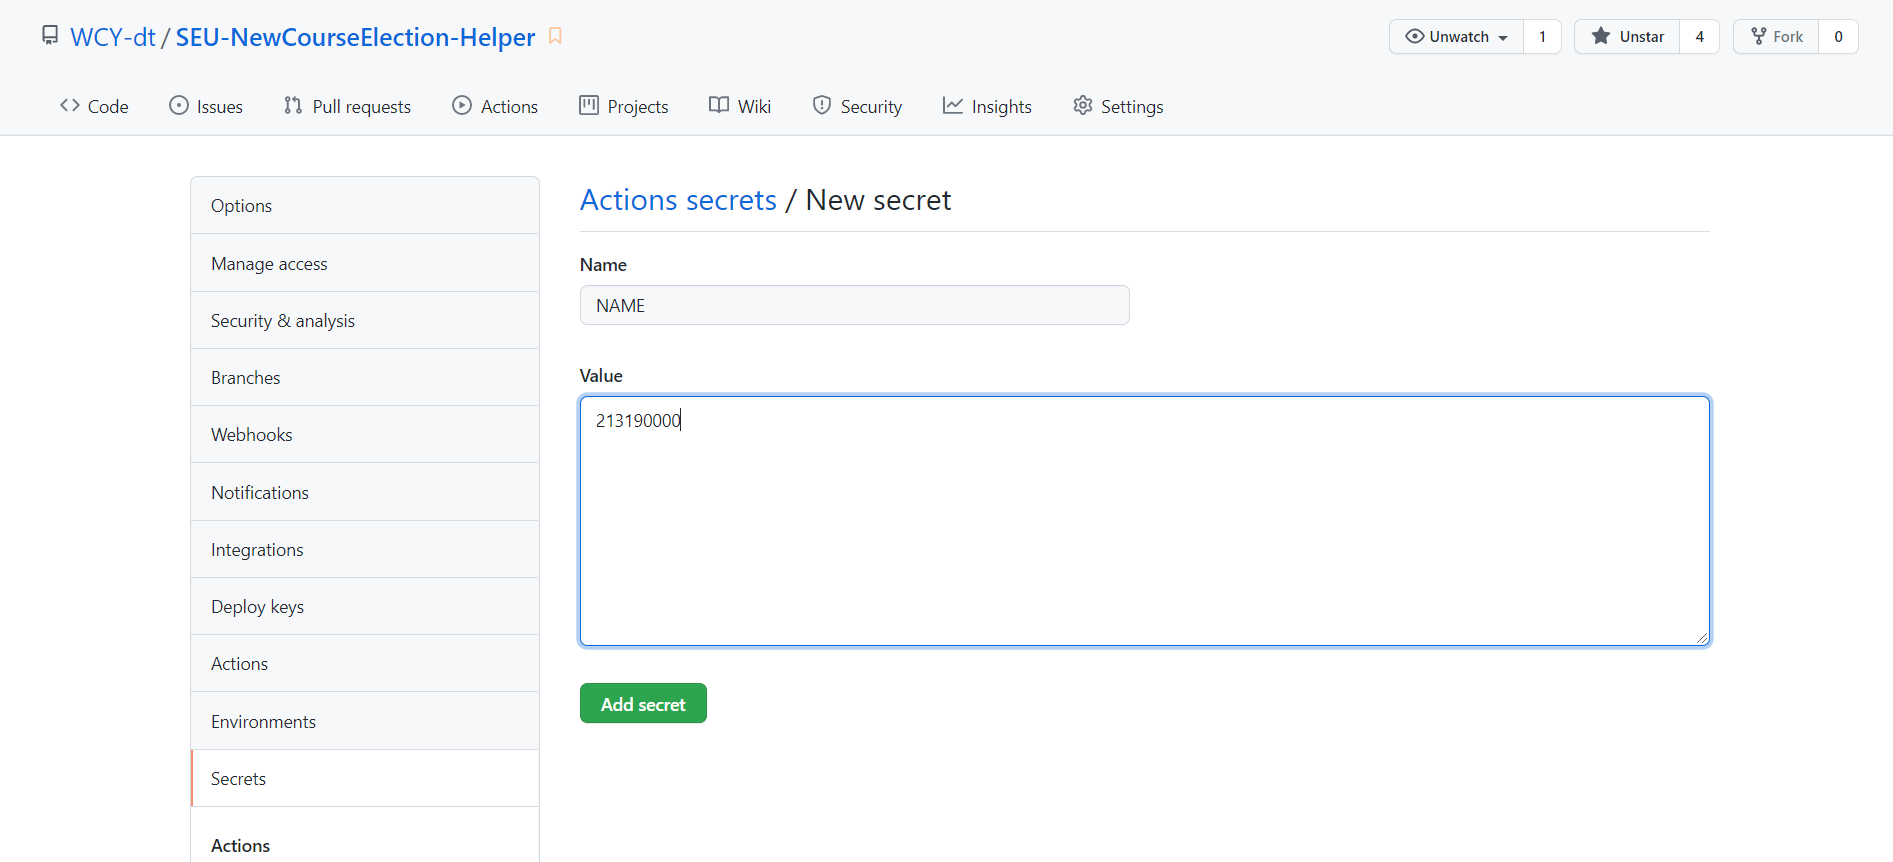 WCY-dt / SEU-NewCourseElection-Helper
Unwatch 1 Unstar 4 Fork 0
Code Issues Pull requests Actions Projects Wiki Security Insights Settings
Options
Manage access
Security & analysis
Branches
Webhooks
Notifications
Integrations
Deploy keys
Actions
Environments
Secrets
Actions
Actions secrets / New secret
Name
NAME
Value
213190000
Add secret